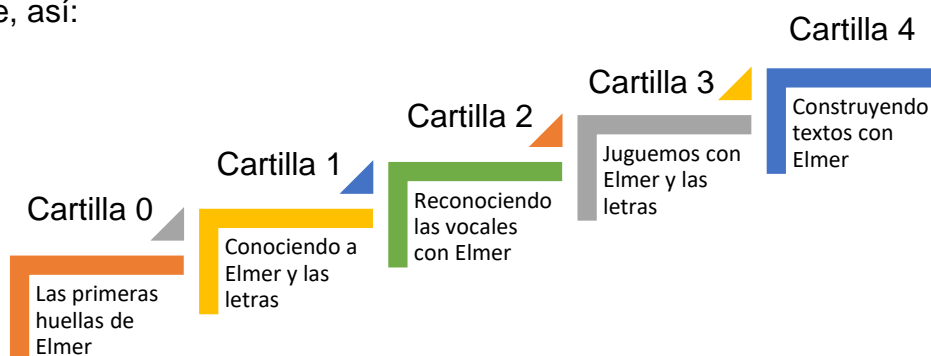 e, así:
Cartilla 0
Las primeras
huellas de
Elmer
Cartilla 1
Conociendo a
Elmer y las
letras
Cartilla 2
Reconociendo
las vocales
con Elmer
Cartilla 3
Juguemos con
Elmer y las
letras
Cartilla 4
Construyendo
textos con
Elmer